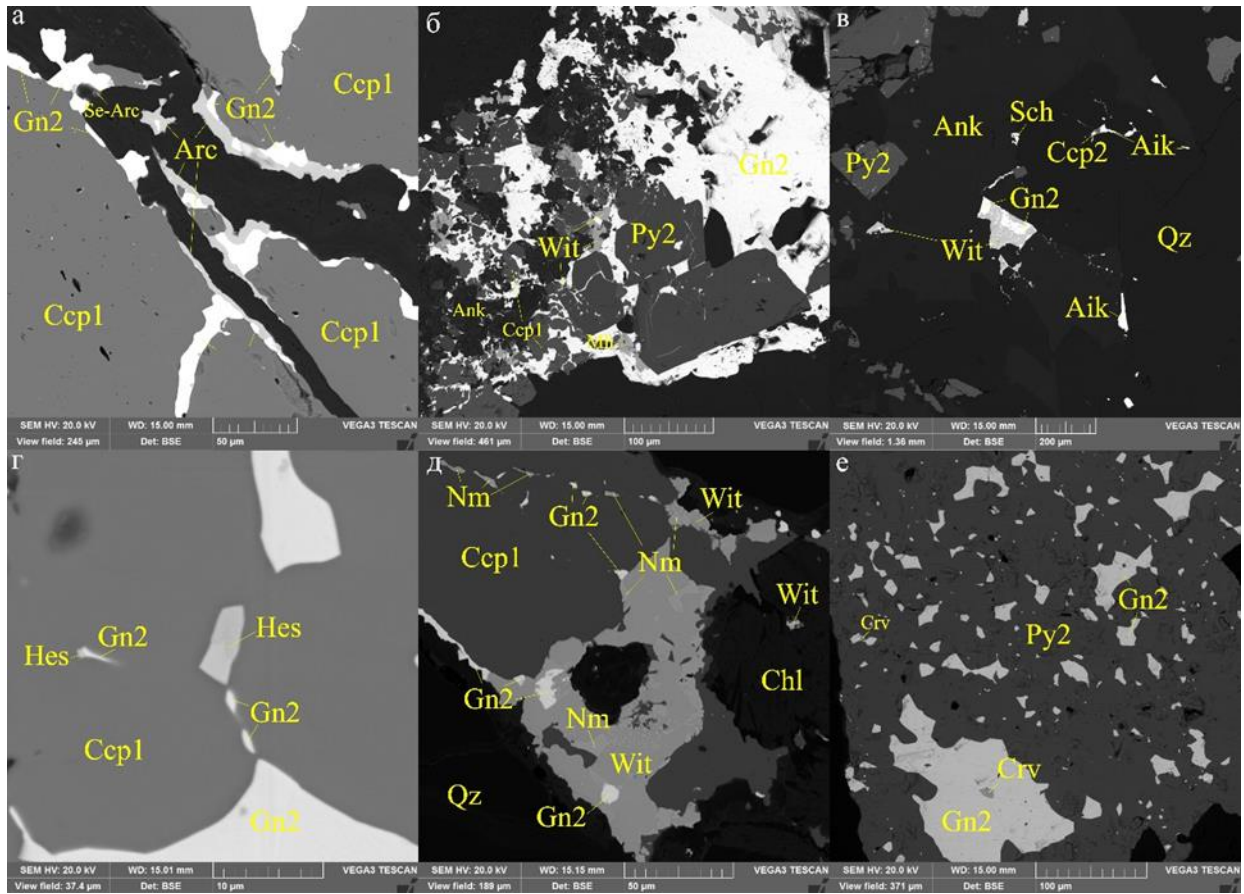 а
Ccp1
Gn2
Gn2
Se-Arc
Arc
Ccp1
Ccp1
SEM HV: 20.0 kV
WD: 15.00 mm
VEGA3 TESCAN
View field: 245 µm
Det: BSE
50 µm
б
Gn2
Wit
Py2
Ank
Ccp1
Nm
SEM HV: 20.0 kV
WD: 15.00 mm
VEGA3 TESCAN
View field: 461 µm
Det: BSE
100 µm
в
Ank
Sch
Ccp2
Aik
Py2
Gn2
Wit
Qz
Aik
SEM HV: 20.0 kV
WD: 15.00 mm
VEGA3 TESCAN
View field: 1.36 mm
Det: BSE
200 µm
г
Hes
Gn2
Hes
Gn2
Ccp1
Gn2
SEM HV: 20.0 kV
WD: 15.01 mm
VEGA3 TESCAN
View field: 37.4 µm
Det: BSE
10 µm
д
Nm
Wit
Gn2
Ccp1
Nm
Wit
Chl
Gn2
Nm
Wit
Qz
Gn2
SEM HV: 20.0 kV
WD: 15.15 mm
VEGA3 TESCAN
View field: 189 µm
Det: BSE
50 µm
е
Gn2
Crv
Py2
Crv
Gn2
SEM HV: 20.0 kV
WD: 15.00 mm
VEGA3 TESCAN
View field: 371 µm
Det: BSE
100 µm